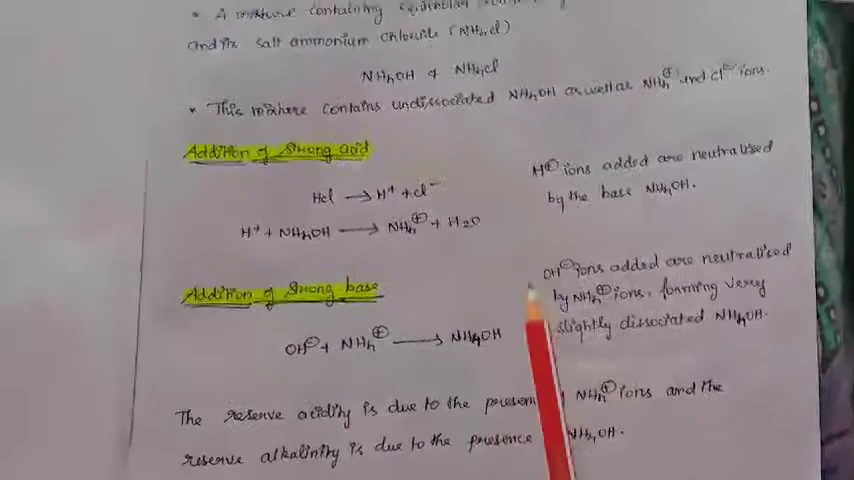 • A mixture containing equimolar
and its salt ammonium chloride (NH4Cl)
NH4OH + NH4Cl
• This mixture contains undissociated NH4OH as well as NH4⊕ and Cl⊖ ions.
Addition of Strong acid
HCl → H+ + Cl-
H+ + NH4OH → NH4⊕ + H2O
H⊕ ions added are neutralised
by the base NH4OH.
Addition of Strong base
OH⊖ + NH4⊕ → NH4OH
OH⊖ ions added are neutralised
by NH4⊕ ions, forming very
slightly dissociated NH4OH.
The reserve acidity is due to the presen NH4⊕ ions and the
reserve alkalinity is due to the presence NH4OH.